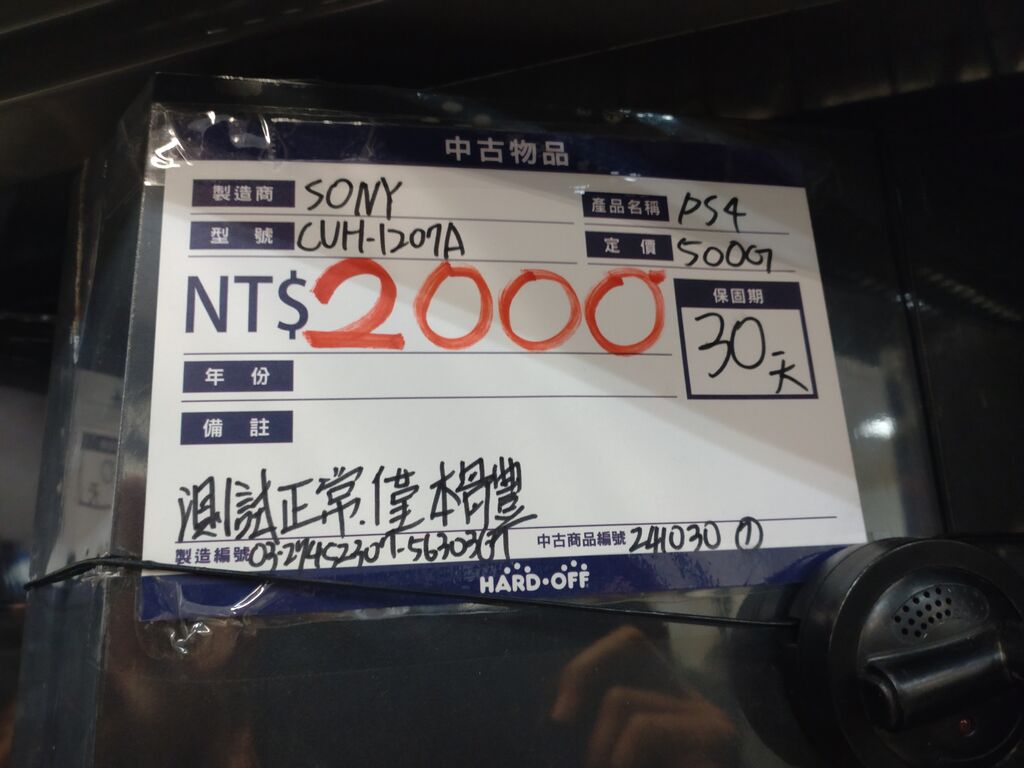 中古物品
製造商 SONY 產品名稱 PS4
型號 CUH-1207A 定價 500G
NT$2000 保固期
30天
年份
備註
測試正常.僅本體
製造編號 中古商品編號 241030 ①
HARD·OFF